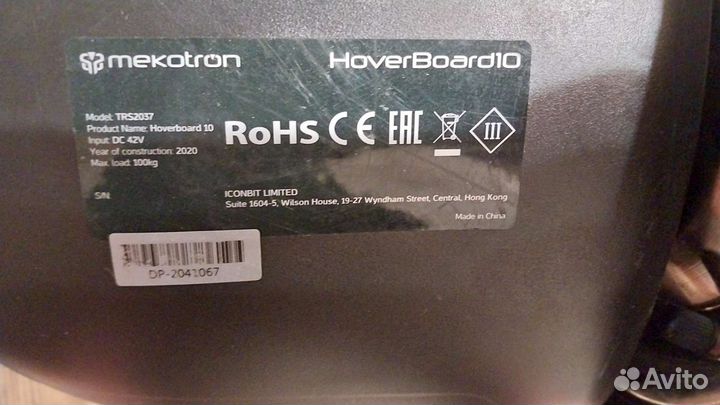 mekotron HoverBoard10
Model: TRS2037
Product Name: Hoverboard 10
Input: DC 42V
Year of construction: 2020
Max. load: 100kg
RoHS CE EAC III
S/N:
ICONBIT LIMITED
Suite 1604-5, Wilson House, 19-27 Wyndham Street, Central, Hong Kong
Made in China
DP-2041067
Avito